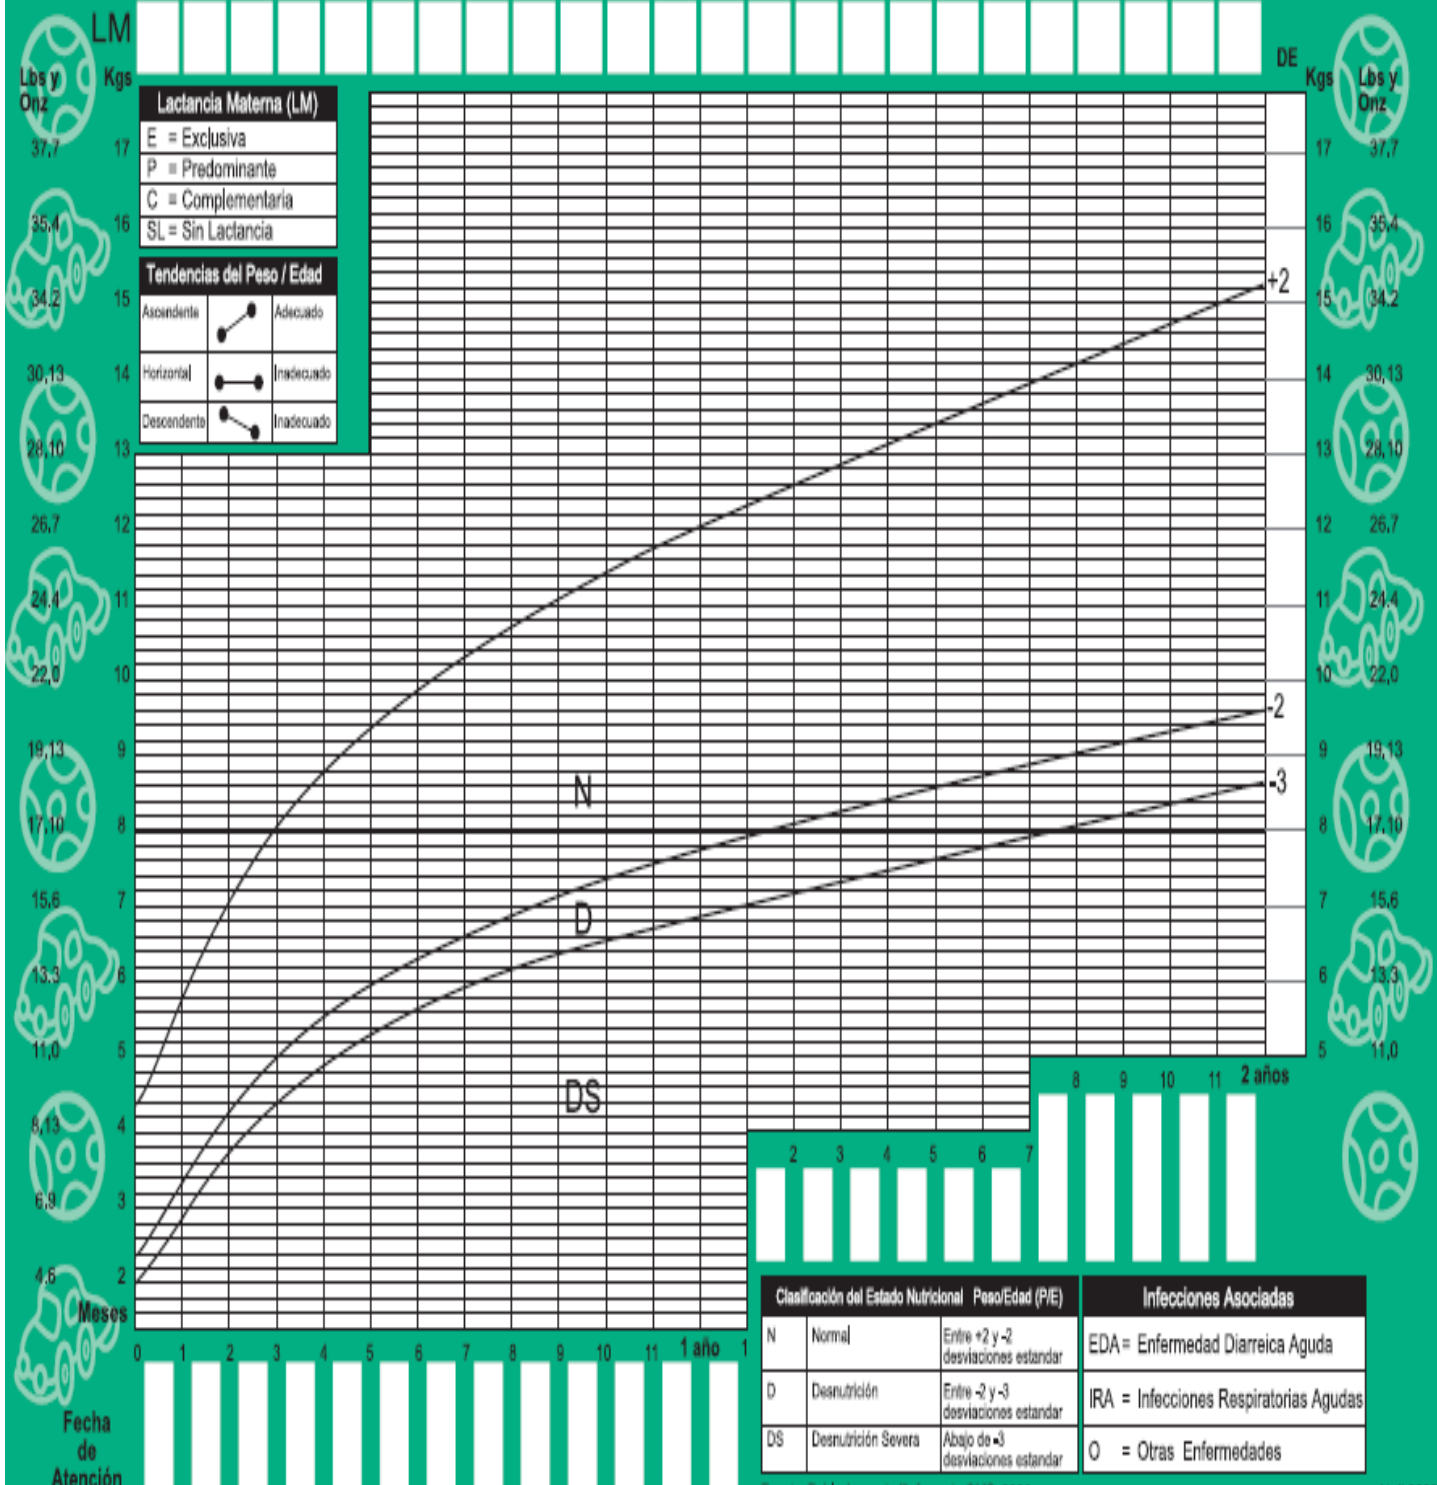 LM
Lbs y
Onz
Kgs
DE
Kgs
Lbs y
Onz
Lactancia Materna (LM)
E = Exclusiva
P = Predominante
C = Complementaria
SL = Sin Lactancia
Tendencias del Peso / Edad
Ascendente Adecuado
Horizontal Inadecuado
Descendente Inadecuado
37,7 17 17 37,7
35,4 16 16 35,4
34,2 15 15 34,2
30,13 14 14 30,13
28,10 13 13 28,10
26,7 12 12 26,7
24,4 11 11 24,4
22,0 10 10 22,0
19,13 9 9 19,13
17,10 8 8 17,10
15,6 7 7 15,6
13,3 6 6 13,3
11,0 5 5 11,0
8,13 4
6,9 3
4,6 2
+2
-2
-3
N
D
DS
8 9 10 11 2 años
2 3 4 5 6 7
Meses
0 1 2 3 4 5 6 7 8 9 10 11 1 año 1
Fecha
de
Atención
Clasificación del Estado Nutricional Peso/Edad (P/E)
N Normal Entre +2 y -2
desviaciones estandar
D Desnutrición Entre -2 y -3
desviaciones estandar
DS Desnutrición Severa Abajo de -3
desviaciones estandar
Infecciones Asociadas
EDA = Enfermedad Diarreica Aguda
IRA = Infecciones Respiratorias Agudas
O = Otras Enfermedades